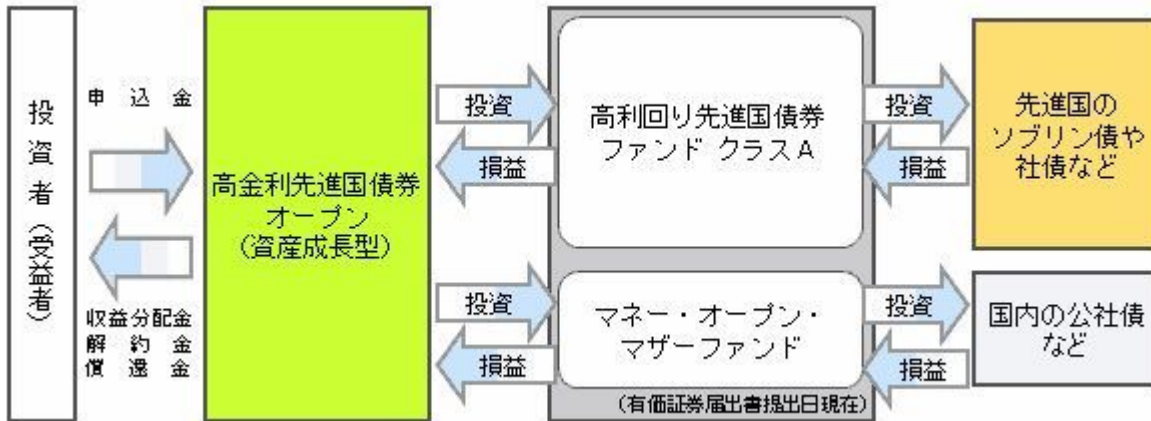 投資者（受益者）
申込金
収益分配金
解約金
償還金
高金利先進国債券
オープン
（資産成長型）
投資
損益
投資
損益
高利回り先進国債券
ファンド クラスA
マネー・オープン・
マザーファンド
（有価証券届出書提出日現在）
投資
損益
投資
損益
先進国の
ソブリン債や
社債など
国内の公社債
など